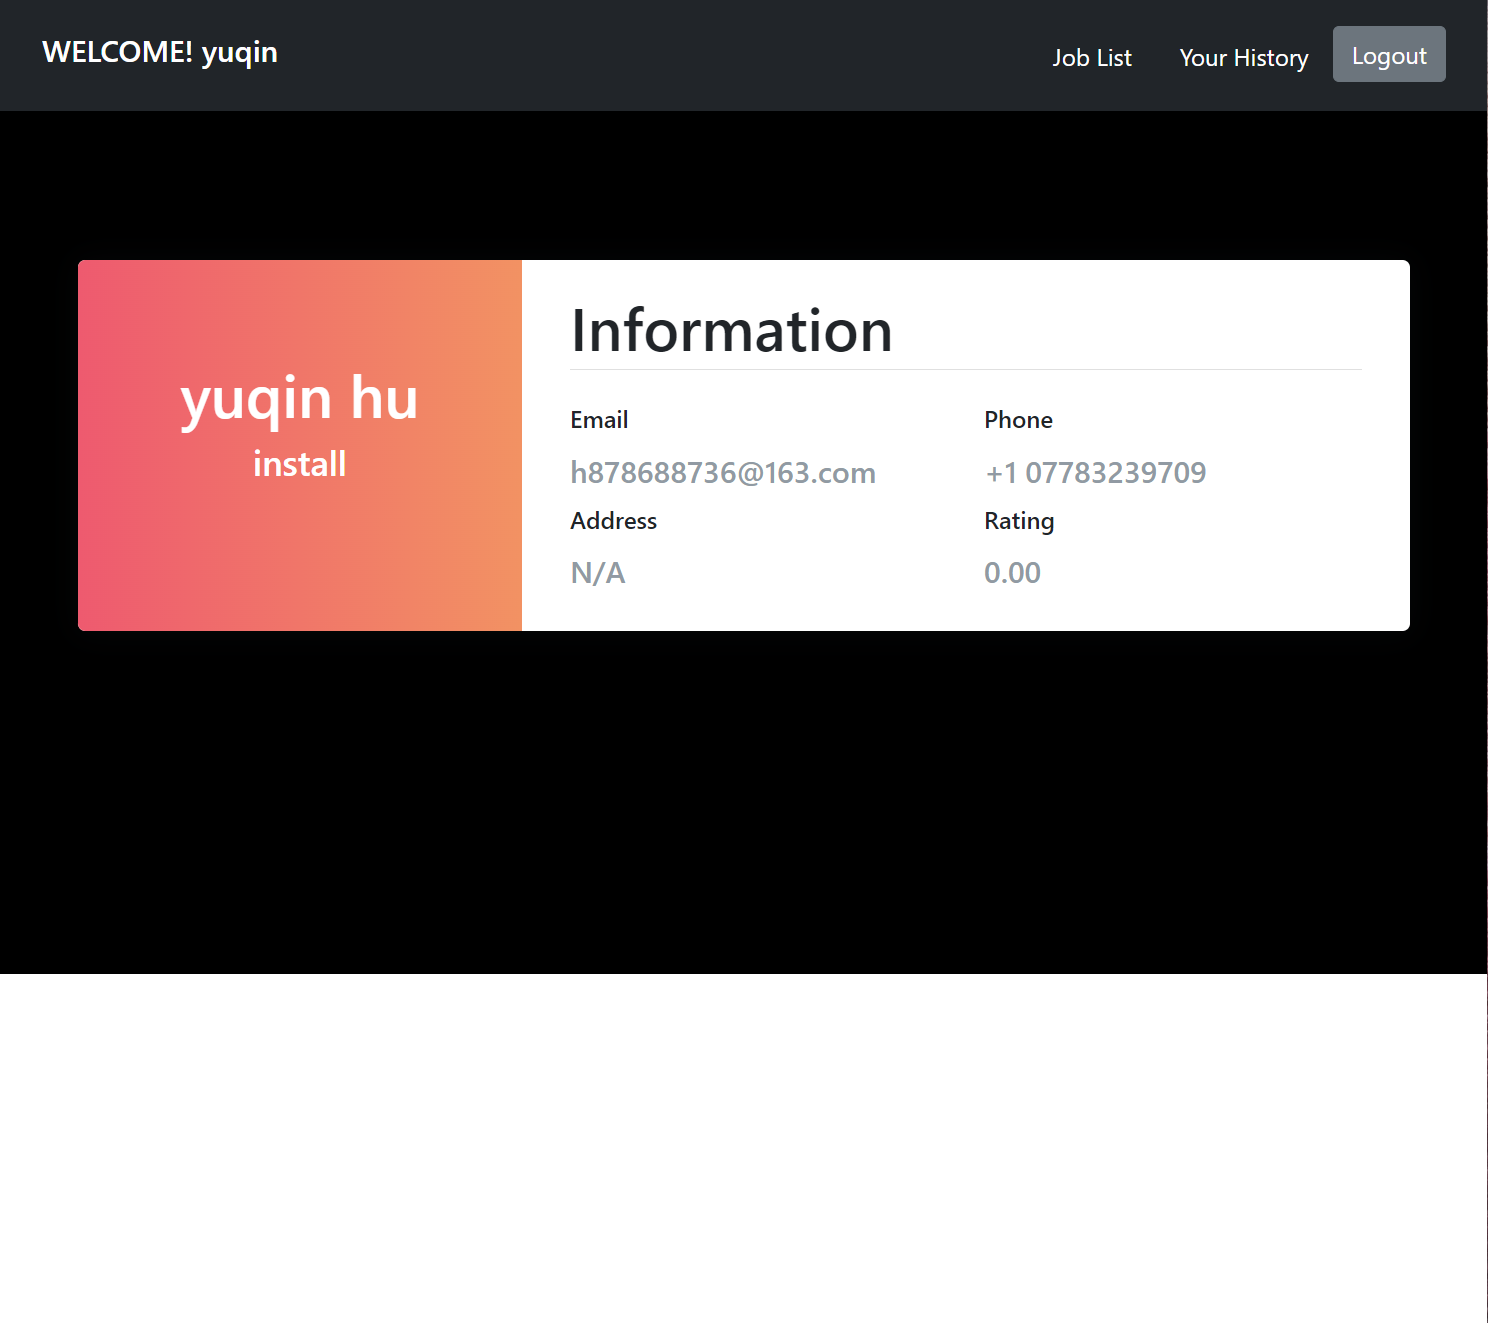 WELCOME! yuqin
Job List Your History Logout
yuqin hu
install
Information
Email Phone
h878688736@163.com +1 07783239709
Address Rating
N/A 0.00